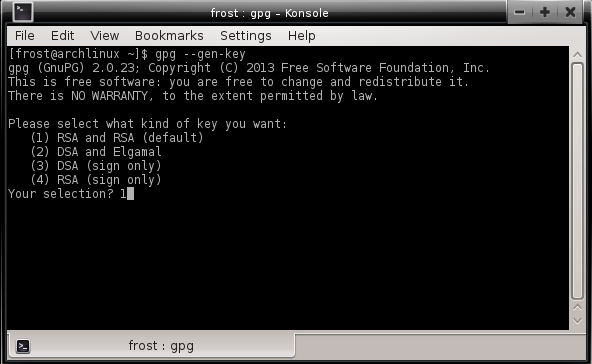 frost : gpg – Konsole
File Edit View Bookmarks Settings Help
[frost@archlinux ~]$ gpg --gen-key
gpg (GnuPG) 2.0.23; Copyright (C) 2013 Free Software Foundation, Inc.
This is free software: you are free to change and redistribute it.
There is NO WARRANTY, to the extent permitted by law.
Please select what kind of key you want:
(1) RSA and RSA (default)
(2) DSA and Elgamal
(3) DSA (sign only)
(4) RSA (sign only)
Your selection? 1
frost : gpg